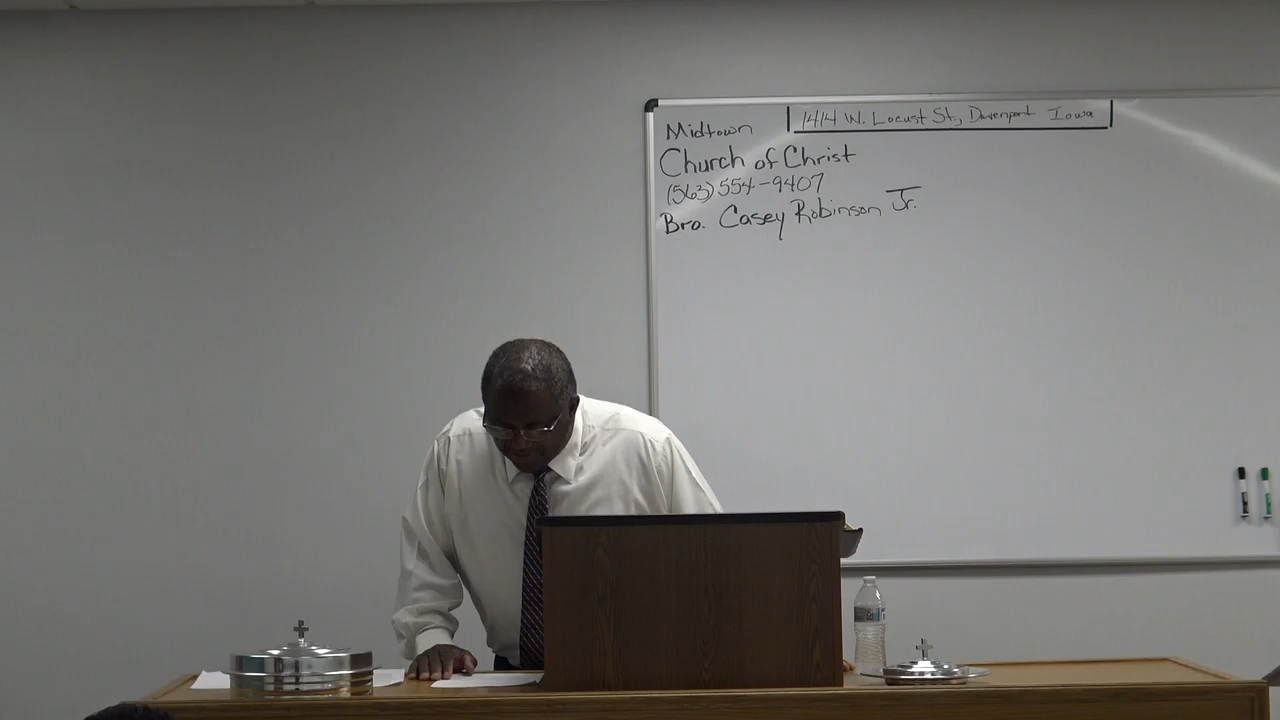 Midtown
1414 W. Locust St., Davenport Iowa
Church of Christ
(563) 554-9407
Bro. Casey Robinson Jr.